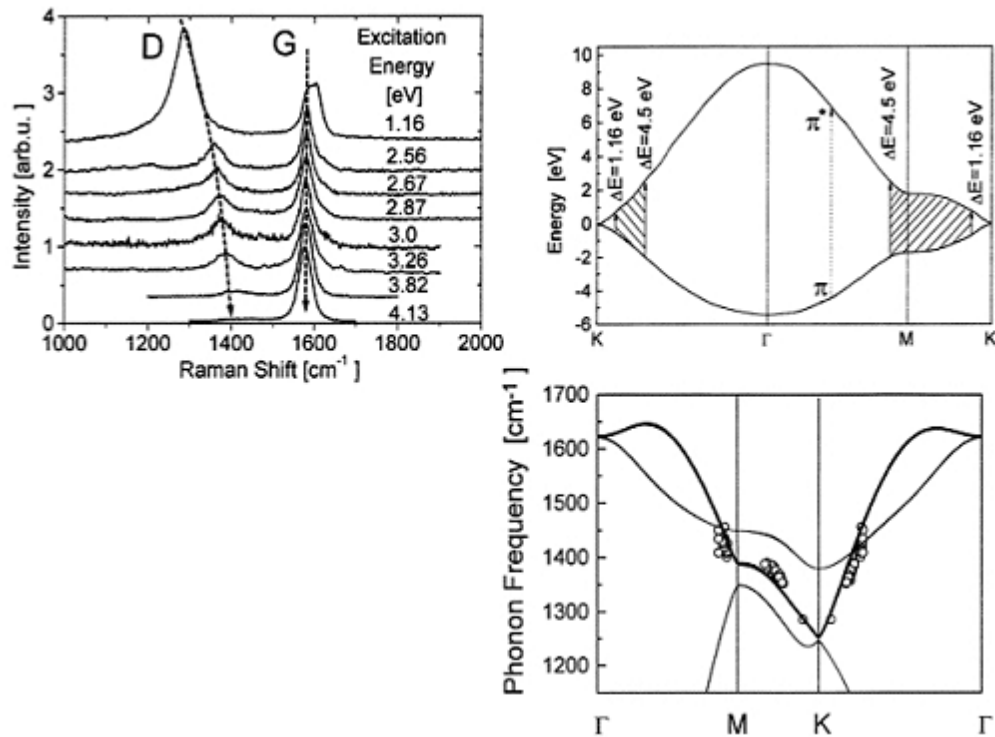 D
G
Excitation
Energy
[eV]
1.16
2.56
2.67
2.87
3.0
3.26
3.82
4.13
Intensity [arb.u.]
4
3
2
1
0
1000 1200 1400 1600 1800 2000
Raman Shift [cm⁻¹]
Energy [eV]
10
8
6
4
2
0
-2
-4
-6
ΔE=1.16 eV
ΔE=4.5 eV
π*
π
ΔE=4.5 eV
ΔE=1.16 eV
K Γ M K
Phonon Frequency [cm⁻¹]
1700
1600
1500
1400
1300
1200
Γ M K Γ